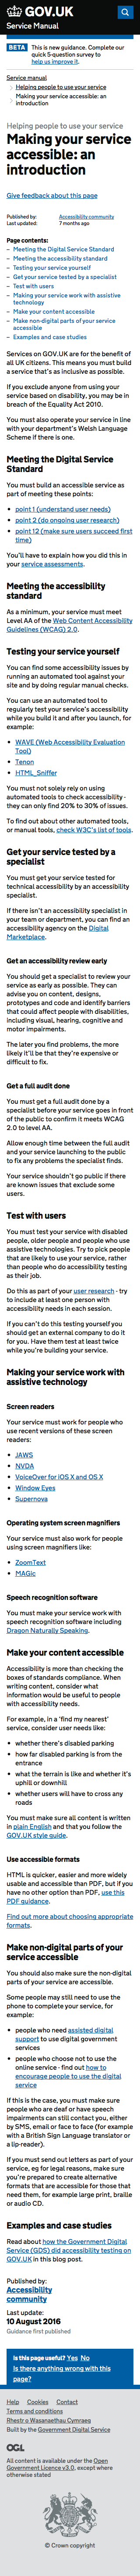 GOV.UK
Service Manual
BETA This is a new guidance. Complete our
quick 5-question survey to
help us improve it.
Service manual
Helping people to use your service
Making your service accessible: an
introduction
Helping people to use your service
Making your service
accessible: an
introduction
Give feedback about this page
Published by: Accessibility community
Last updated: 7 months ago
Page contents:
– Meeting the Digital Service Standard
– Meeting the accessibility standard
– Testing your service yourself
– Get your service tested by a specialist
– Test with users
– Making your service work with assistive
technology
– Make your content accessible
– Make non-digital parts of your service
accessible
– Examples and case studies
Services on GOV.UK are for the benefit of
all UK citizens. This means you must build
a service that’s as inclusive as possible.
If you exclude anyone from using your
service based on disability, you may be in
breach of the Equality Act 2010.
You must also operate your service in line
with your department’s Welsh Language
Scheme if there is one.
Meeting the Digital Service
Standard
You must build an accessible service as
part of meeting these points:
• point 1 (understand user needs)
• point 2 (do ongoing user research)
• point 12 (make sure users succeed first
time)
You’ll have to explain how you did this in
your service assessments.
Meeting the accessibility
standard
As a minimum, your service must meet
Level AA of the Web Content Accessibility
Guidelines (WCAG) 2.0.
Testing your service yourself
You can find some accessibility issues by
running automated tests against your
code and by doing regular manual checks.
You can use an automated tool to
regularly test your service’s accessibility
while you build it and after you launch, for
example:
• WAVE (Web Accessibility Evaluation
Tool)
• Tenon
• HTML_Sniffer
You must not solely rely on using
automated tools to check accessibility -
they can only find 20% to 30% of issues.
To find out about other automated tools,
or manual tools, check W3C’s list of tools.
Get your service tested by a
specialist
You must get your service tested for
technical accessibility by an accessibility
specialist.
If there isn’t an accessibility specialist in
your team or department, you can find an
accessibility agency on the Digital
Marketplace.
Get an accessibility review early
You should get a specialist to review your
service as early as possible. They can
advise you on content, designs,
prototypes and code for all disabilities,
including visual, hearing, cognitive and
motor impairments.
The later you find problems, the more
likely it’ll be that they’re expensive or
difficult to fix.
Get a full audit done
You must get a full audit done by a
specialist before your service goes in front
of the public to confirm it meets WCAG
2.0 to level AA.
Allow enough time between the full audit
and your service launching to the public
to fix any problems the specialist finds.
Your service shouldn’t go public if there
are known issues that exclude some
users.
Test with users
You must test your service with disabled
people, older people and people who use
assistive technologies. Try to pick people
who are likely to use your service but
don’t pick people who do accessibility
testing as their job.
Do this as part of your user research - try
to include at least one person with
a disability in each session.
If you can’t do this testing yourself you
should get an external company to do it
for you. You should test at least twice
while you’re building your service.
Making your service work with
assistive technology
Screen readers
Your service must work for people who
use the most common versions of these
screen readers:
• JAWS
• NVDA
• VoiceOver for iOS X and OS X
• Window Eyes
• Supernova
Operating system screen magnifiers
Your service must also work for people
using operating system screen magnifiers
like:
• ZoomText
• MAGic
Speech recognition software
You must make your service work with
speech recognition software including
Dragon Naturally Speaking.
Make your content accessible
Accessibility is more than checking the
boxes of a standard. You must think about
what would be useful to people beyond
your accessibility needs.
For example, in a ‘find my nearest’
service, consider user needs like:
• whether there’s disabled parking
• how far disabled parking is from the
entrance
• what the terrain is like and whether it’s
uphill or downhill
• whether users will have to cross any
roads
You must make sure all content is written
in plain English and that you follow the
GOV.UK style guide.
Use accessible formats
HTML is quicker, easier and more widely
usable and accessible than PDF, but if you
have no other option than PDF, use this
PDF guidance.
Find out more about choosing appropriate
formats.
Make non-digital parts of your
service accessible
You should also make sure the non-digital
parts of your service are accessible.
Some people may still need to use the
phone to complete your service, for
example:
• people who need assisted digital
support to use digital government
services
• people who choose not to use the
online service - find out how to
encourage people to use the digital
service
If this is the case, you must make sure
people who are deaf or have speech
impairments can still contact you, either
by SMS, email or face to face (for example
with a British Sign Language translator or
a lip-reader).
If you must send out letters as part of your
service, check if people need them in
alternative formats. For example, large
print, braille or audio CD.
Examples and case studies
Read about how the Government Digital
Service (GDS) did accessibility testing on
GOV.UK in this blog post.
Published by:
Accessibility
community
Last update:
10 August 2016
Guidance first published
Is this page useful? Yes No
Is there anything wrong with this
page?
Help Cookies Contact
Terms and conditions
Rhestr o Wasanaethau Cymraeg
Built by the Government Digital Service
OGL
All content is available under the Open
Government Licence v3.0, except where
otherwise stated
© Crown copyright